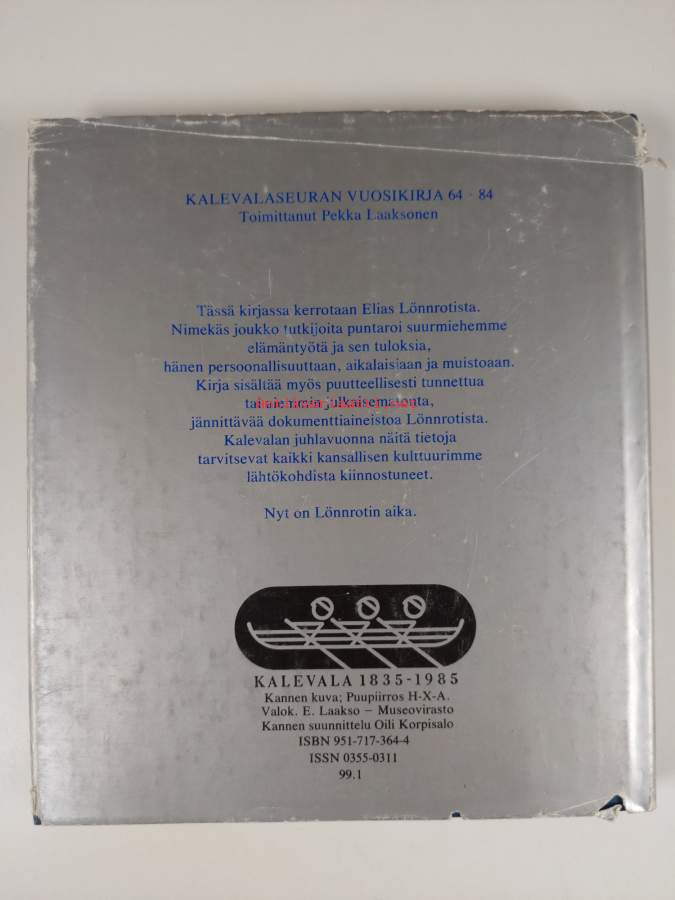 KALEVALASEURAN VUOSIKIRJA 64 - 84
Toimittanut Pekka Laaksonen
Tässä kirjassa kerrotaan Elias Lönnrotista.
Nimekäs joukko tutkijoita puntaroi suurmiehemme
elämäntyötä ja sen tuloksia,
hänen persoonallisuuttaan, aikalaisiaan ja muistoaan.
Kirja sisältää myös puutteellisesti tunnettua
tai aiemmin julkaisematonta,
jännittävää dokumenttiaineistoa Lönnrotista.
Kalevalan juhlavuonna näitä tietoja
tarvitsevat kaikki kansallisen kulttuurimme
lähtökohdista kiinnostuneet.
Nyt on Lönnrotin aika.
KALEVALA 1835-1985
Kannen kuva; Puupiirros H-X-A.
Valok. E. Laakso – Museovirasto
Kannen suunnittelu Oili Korpisalo
ISBN 951-717-364-4
ISSN 0355-0311
99.1